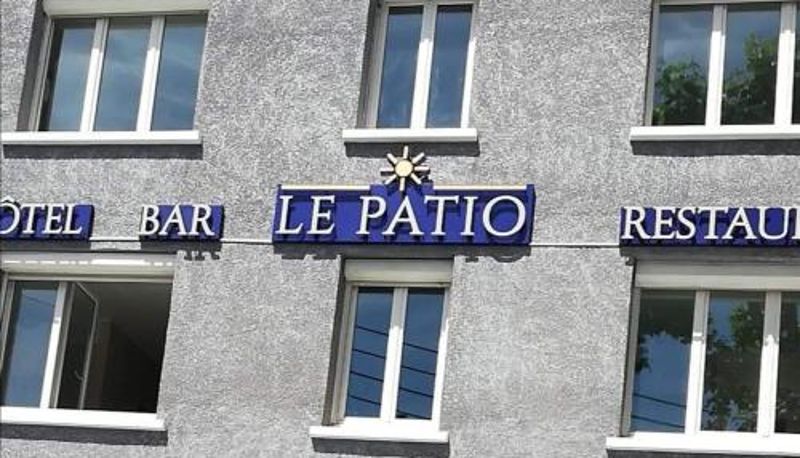 ÔTEL BAR LE PATIO RESTAU